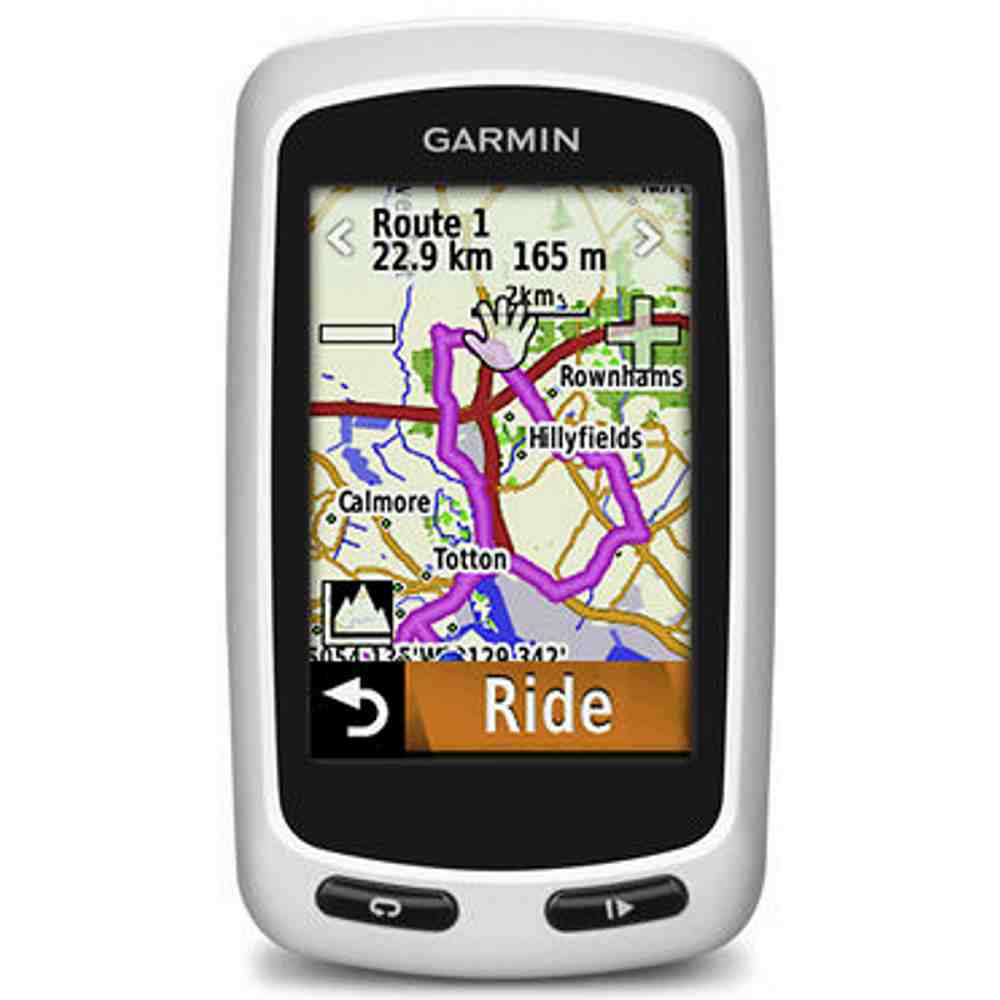 GARMIN
Route 1
22.9 km 165 m
2km
Rownhams
Hillyfields
Calmore
Totton
Ride